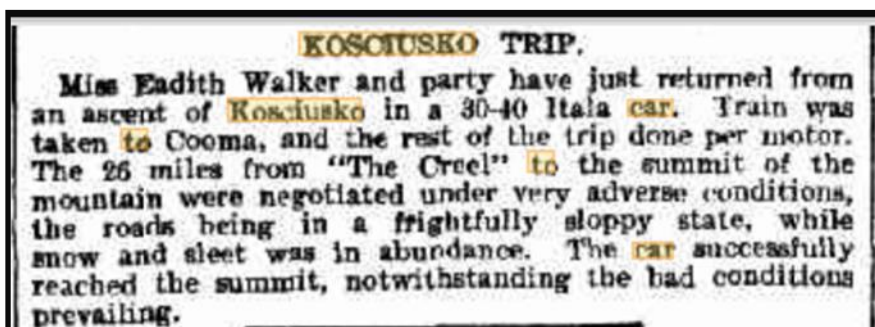 KOSCIUSKO TRIP.
Miss Eadith Walker and party have just returned from
an ascent of Kosciusko in a 30-40 Itala car. Train was
taken to Cooma, and the rest of the trip done per motor.
The 26 miles from "The Creel" to the summit of the
mountain were negotiated under very adverse conditions,
the roads being in a frightfully sloppy state, while
snow and sleet was in abundance. The car successfully
reached the summit, notwithstanding the bad conditions
prevailing.